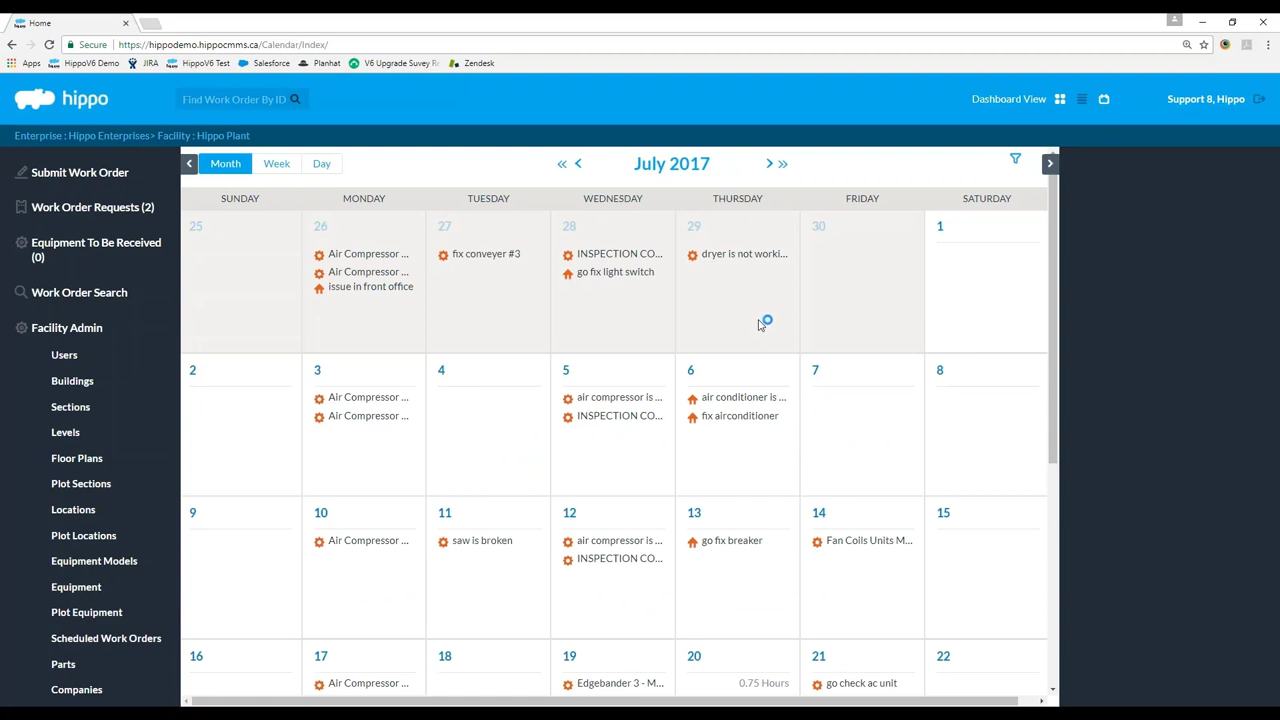 Home
Secure https://hippodemo.hippocmms.ca/Calendar/Index/
Apps HippoV6 Demo JIRA HippoV6 Test Salesforce Planhat V6 Upgrade Suvey Re Zendesk
hippo Find Work Order By ID Dashboard View Support 8, Hippo
Enterprise : Hippo Enterprises> Facility : Hippo Plant
Submit Work Order
Work Order Requests (2)
Equipment To Be Received
(0)
Work Order Search
Facility Admin
Users
Buildings
Sections
Levels
Floor Plans
Plot Sections
Locations
Plot Locations
Equipment Models
Equipment
Plot Equipment
Scheduled Work Orders
Parts
Companies
Month Week Day « < July 2017 > »
SUNDAY MONDAY TUESDAY WEDNESDAY THURSDAY FRIDAY SATURDAY
25 26 27 28 29 30 1
Air Compressor ... fix conveyer #3 INSPECTION CO... dryer is not worki...
Air Compressor ... go fix light switch
issue in front office
2 3 4 5 6 7 8
Air Compressor ... air compressor is ... air conditioner is ...
Air Compressor ... INSPECTION CO... fix airconditioner
9 10 11 12 13 14 15
Air Compressor ... saw is broken air compressor is ... go fix breaker Fan Coils Units M...
INSPECTION CO...
16 17 18 19 20 21 22
Air Compressor ... Edgebander 3 - M... 0.75 Hours go check ac unit